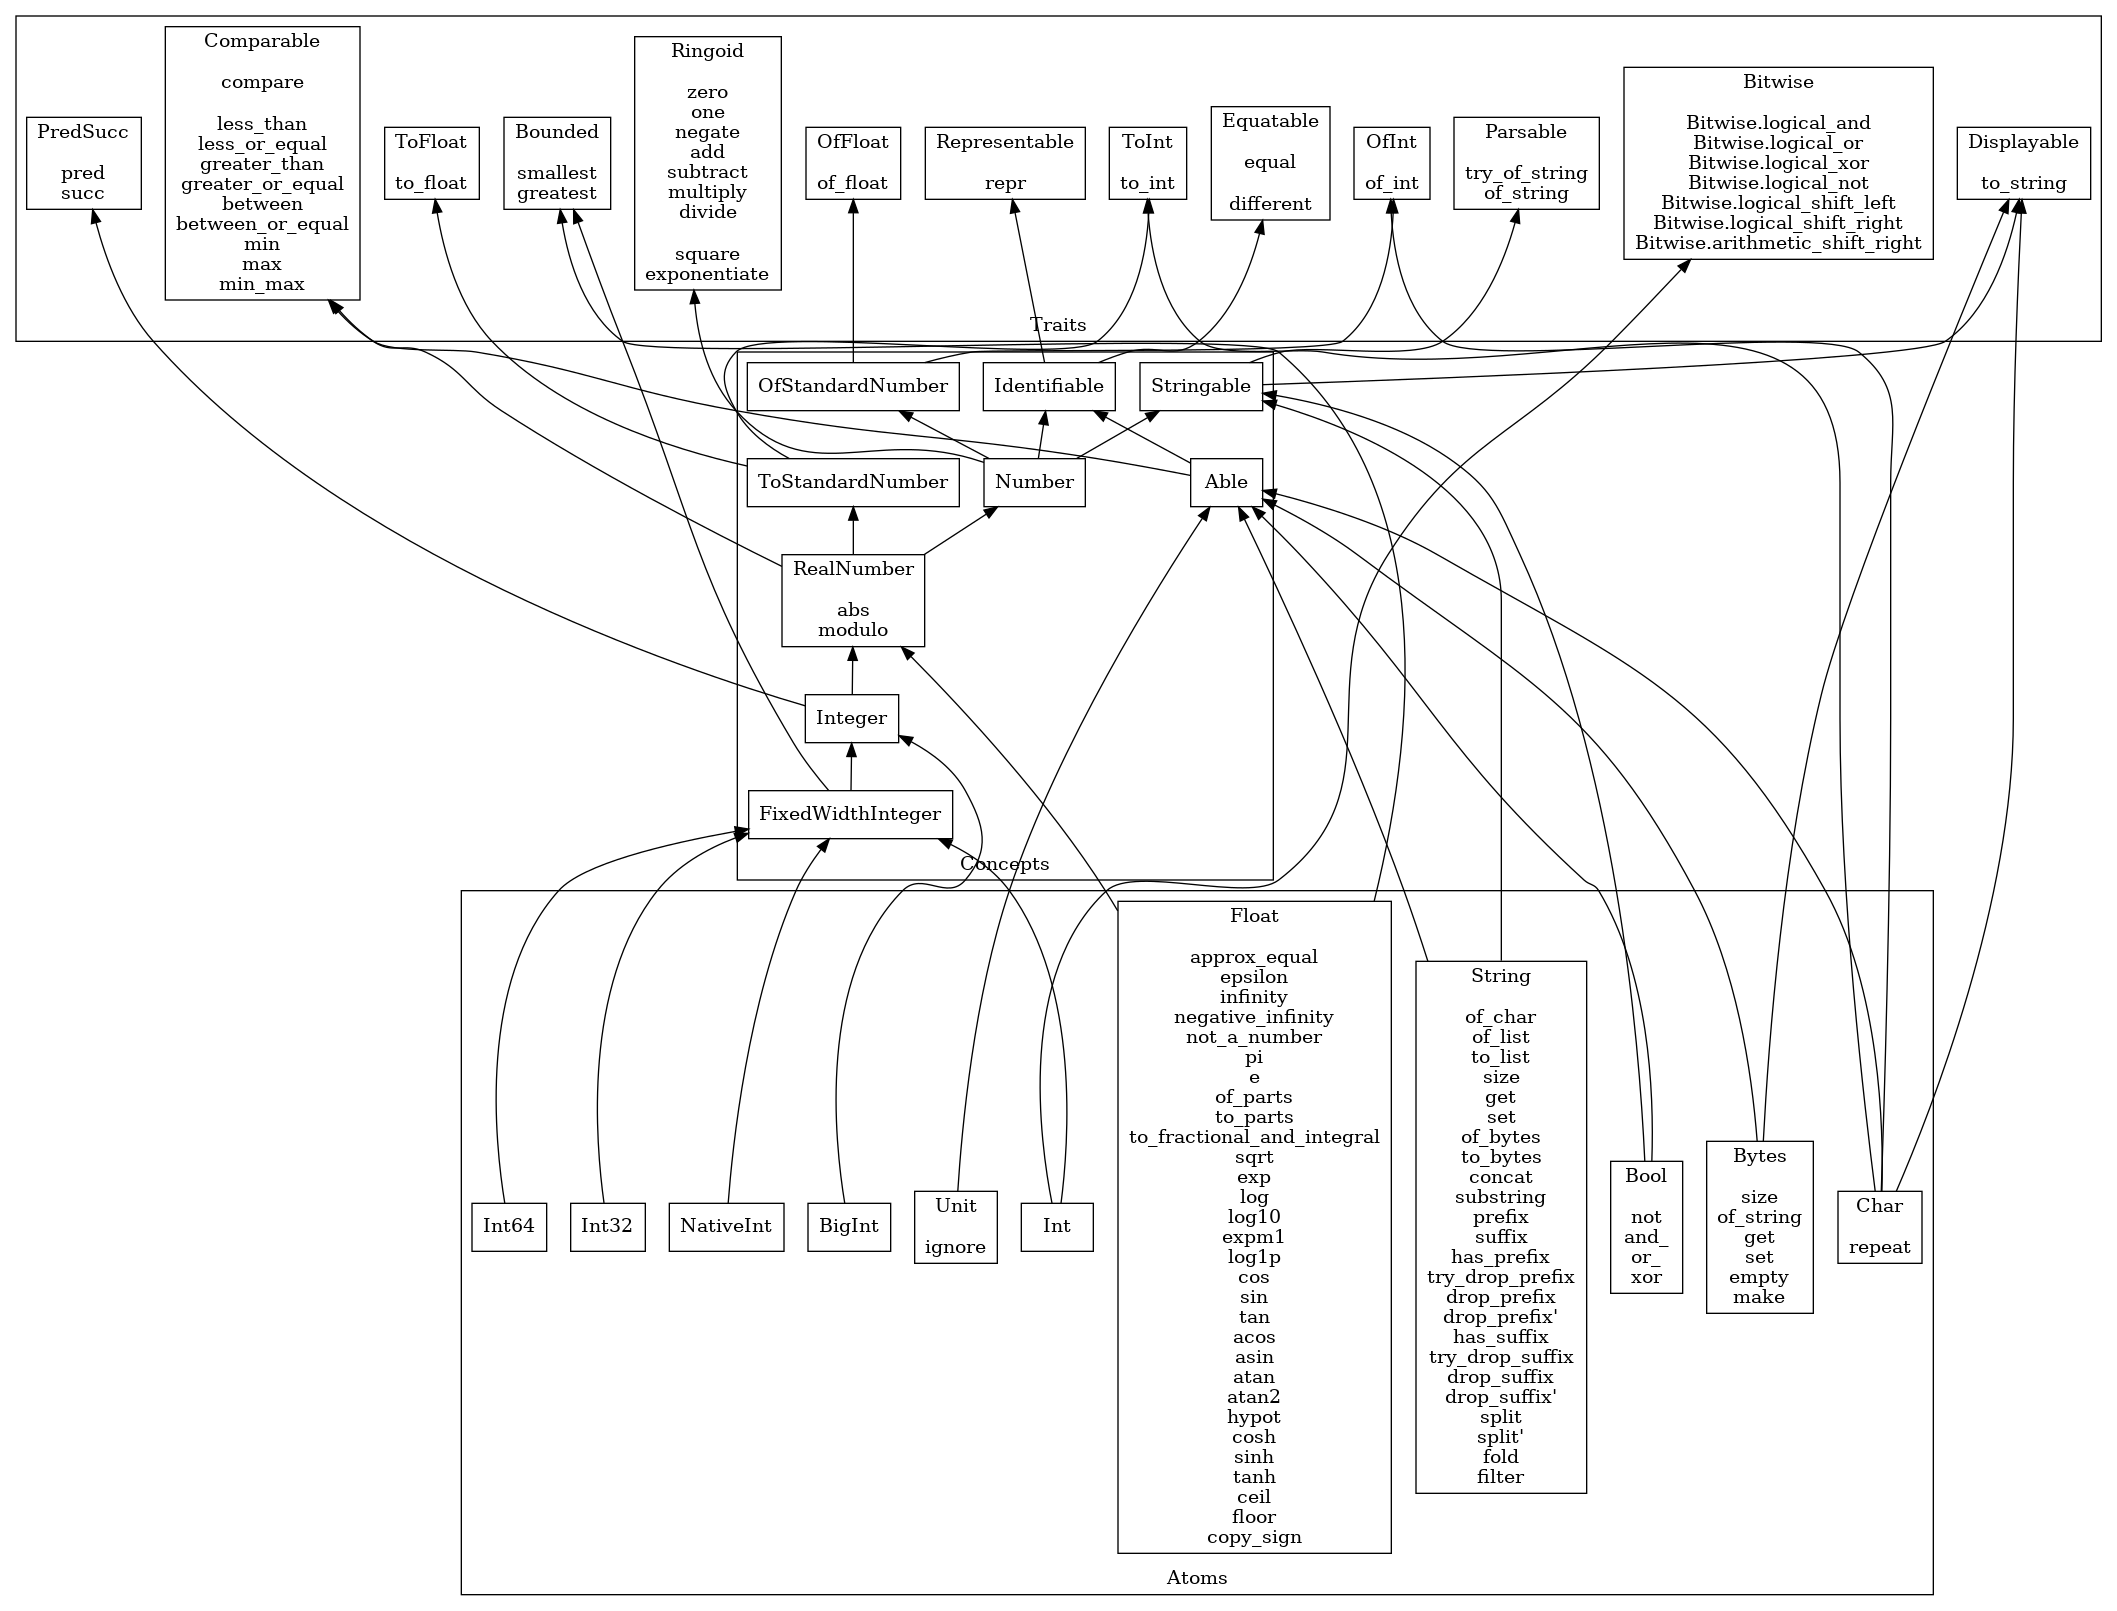 Comparable
compare
less_than
less_or_equal
greater_than
greater_or_equal
between
between_or_equal
min
max
min_max
PredSucc
pred
succ
ToFloat
to_float
Bounded
smallest
greatest
Ringoid
zero
one
negate
add
subtract
multiply
divide
square
exponentiate
OfFloat
of_float
Representable
repr
ToInt
to_int
Equatable
equal
different
OfInt
of_int
Parsable
try_of_string
of_string
Bitwise
Bitwise.logical_and
Bitwise.logical_or
Bitwise.logical_xor
Bitwise.logical_not
Bitwise.logical_shift_left
Bitwise.logical_shift_right
Bitwise.arithmetic_shift_right
Displayable
to_string
Traits
OfStandardNumber
Identifiable
Stringable
ToStandardNumber
Number
Able
RealNumber
abs
modulo
Integer
FixedWidthInteger
Concepts
Int64
Int32
NativeInt
BigInt
Unit
ignore
Int
Float
approx_equal
epsilon
infinity
negative_infinity
not_a_number
pi
e
of_parts
to_parts
to_fractional_and_integral
sqrt
exp
log
log10
expm1
log1p
cos
sin
tan
acos
asin
atan
atan2
hypot
cosh
sinh
tanh
ceil
floor
copy_sign
String
of_char
of_list
to_list
size
get
set
of_bytes
to_bytes
concat
substring
prefix
suffix
has_prefix
try_drop_prefix
drop_prefix
drop_prefix'
has_suffix
try_drop_suffix
drop_suffix
drop_suffix'
split
split'
fold
filter
Bool
not
and_
or_
xor
Bytes
size
of_string
get
set
empty
make
Char
repeat
Atoms